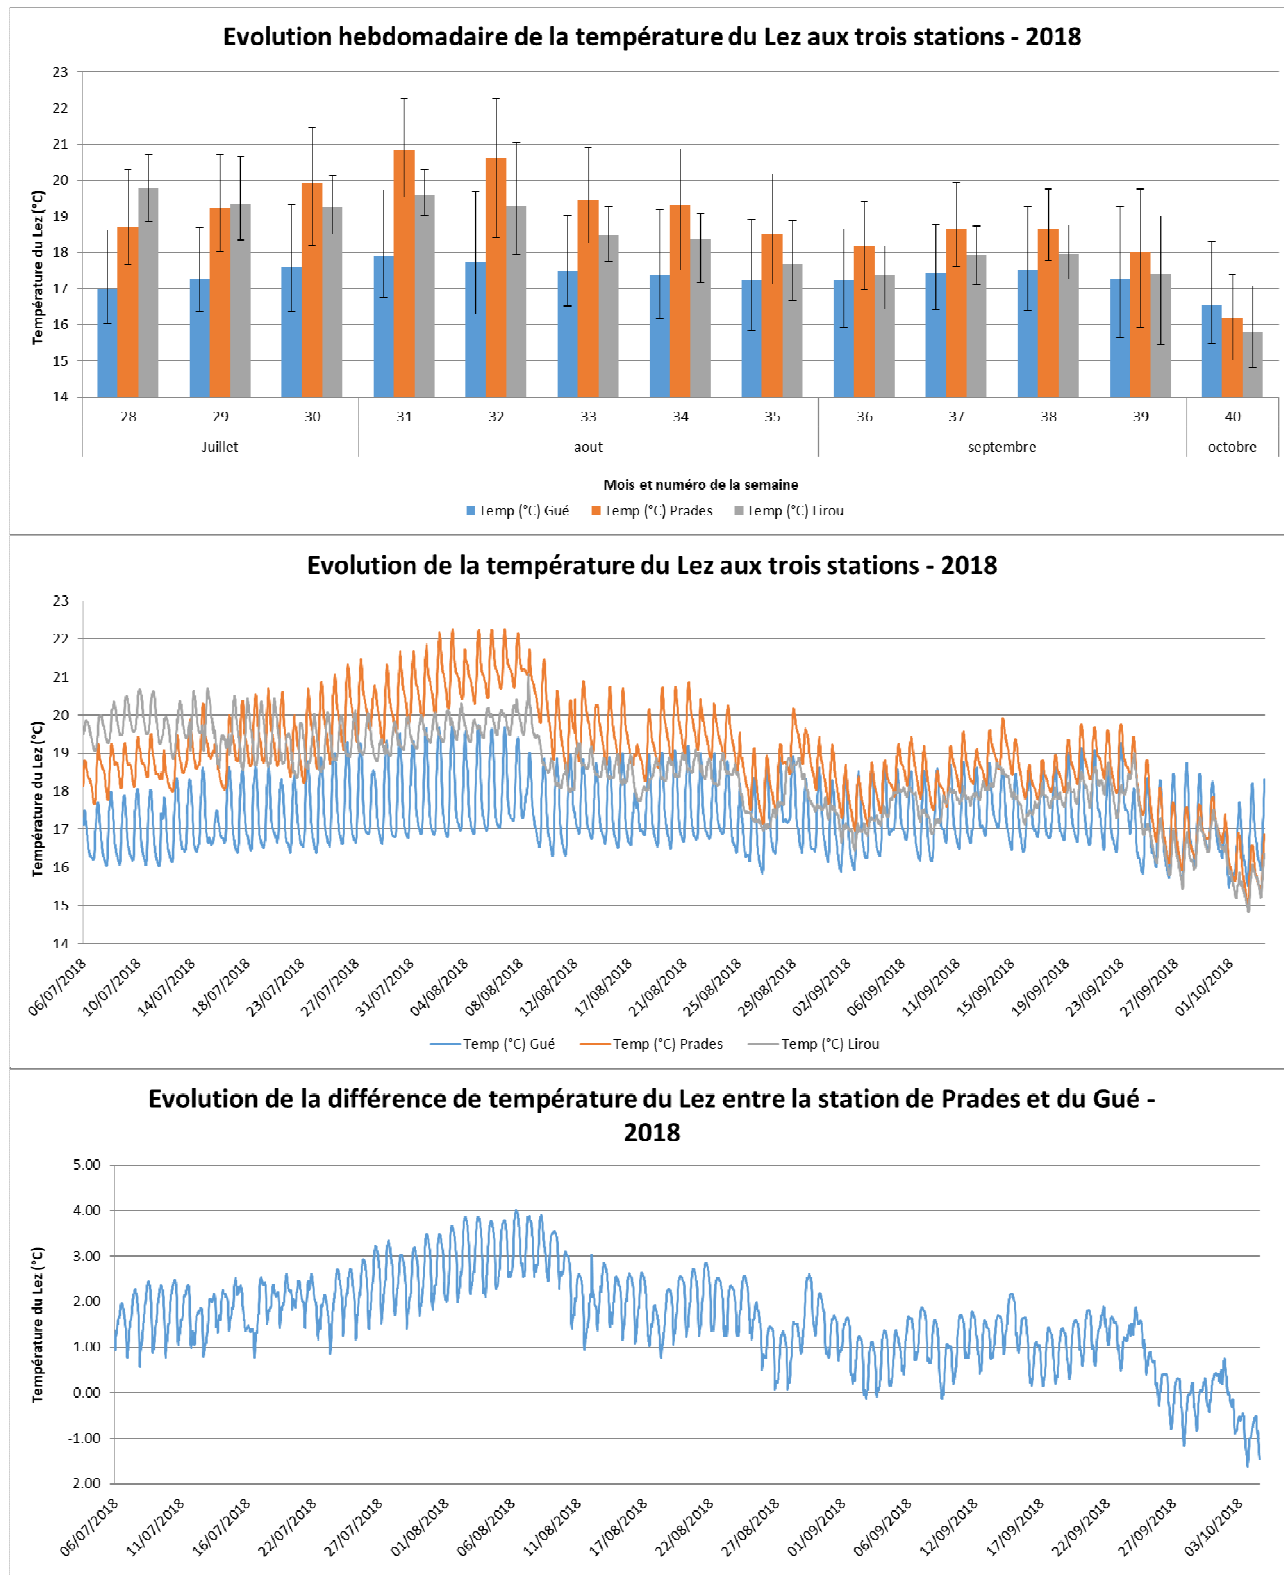 Evolution hebdomadaire de la température du Lez aux trois stations - 2018
23
22
21
20
19
18
17
16
15
14
Température du Lez (°C)
28 29 30 31 32 33 34 35 36 37 38 39 40
Juillet aout septembre octobre
Mois et numéro de la semaine
Temp (°C) Gué Temp (°C) Prades Temp (°C) Lirou
Evolution de la température du Lez aux trois stations - 2018
23
22
21
20
19
18
17
16
15
14
Température du Lez (°C)
06/07/2018 10/07/2018 14/07/2018 18/07/2018 23/07/2018 27/07/2018 31/07/2018 04/08/2018 08/08/2018 12/08/2018 17/08/2018 21/08/2018 25/08/2018 29/08/2018 02/09/2018 06/09/2018 11/09/2018 15/09/2018 19/09/2018 23/09/2018 27/09/2018 01/10/2018
Temp (°C) Gué Temp (°C) Prades Temp (°C) Lirou
Evolution de la différence de température du Lez entre la station de Prades et du Gué -
2018
5.00
4.00
3.00
2.00
1.00
0.00
-1.00
2.00
Température du Lez (°C)
06/07/2018 11/07/2018 16/07/2018 22/07/2018 27/07/2018 01/08/2018 06/08/2018 11/08/2018 17/08/2018 22/08/2018 27/08/2018 01/09/2018 06/09/2018 12/09/2018 17/09/2018 22/09/2018 27/09/2018 03/10/2018